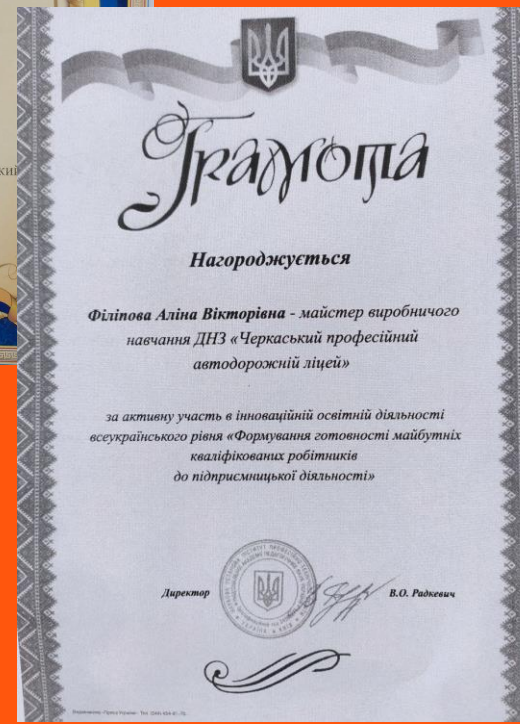 Грамота
Нагороджується
Філіпова Аліна Вікторівна - майстер виробничого
навчання ДНЗ «Черкаський професійний
автодорожній ліцей»
за активну участь в інноваційній освітній діяльності
всеукраїнського рівня «Формування готовності майбутніх
кваліфікованих робітників
до підприємницької діяльності»
Директор В.О. Радкевич